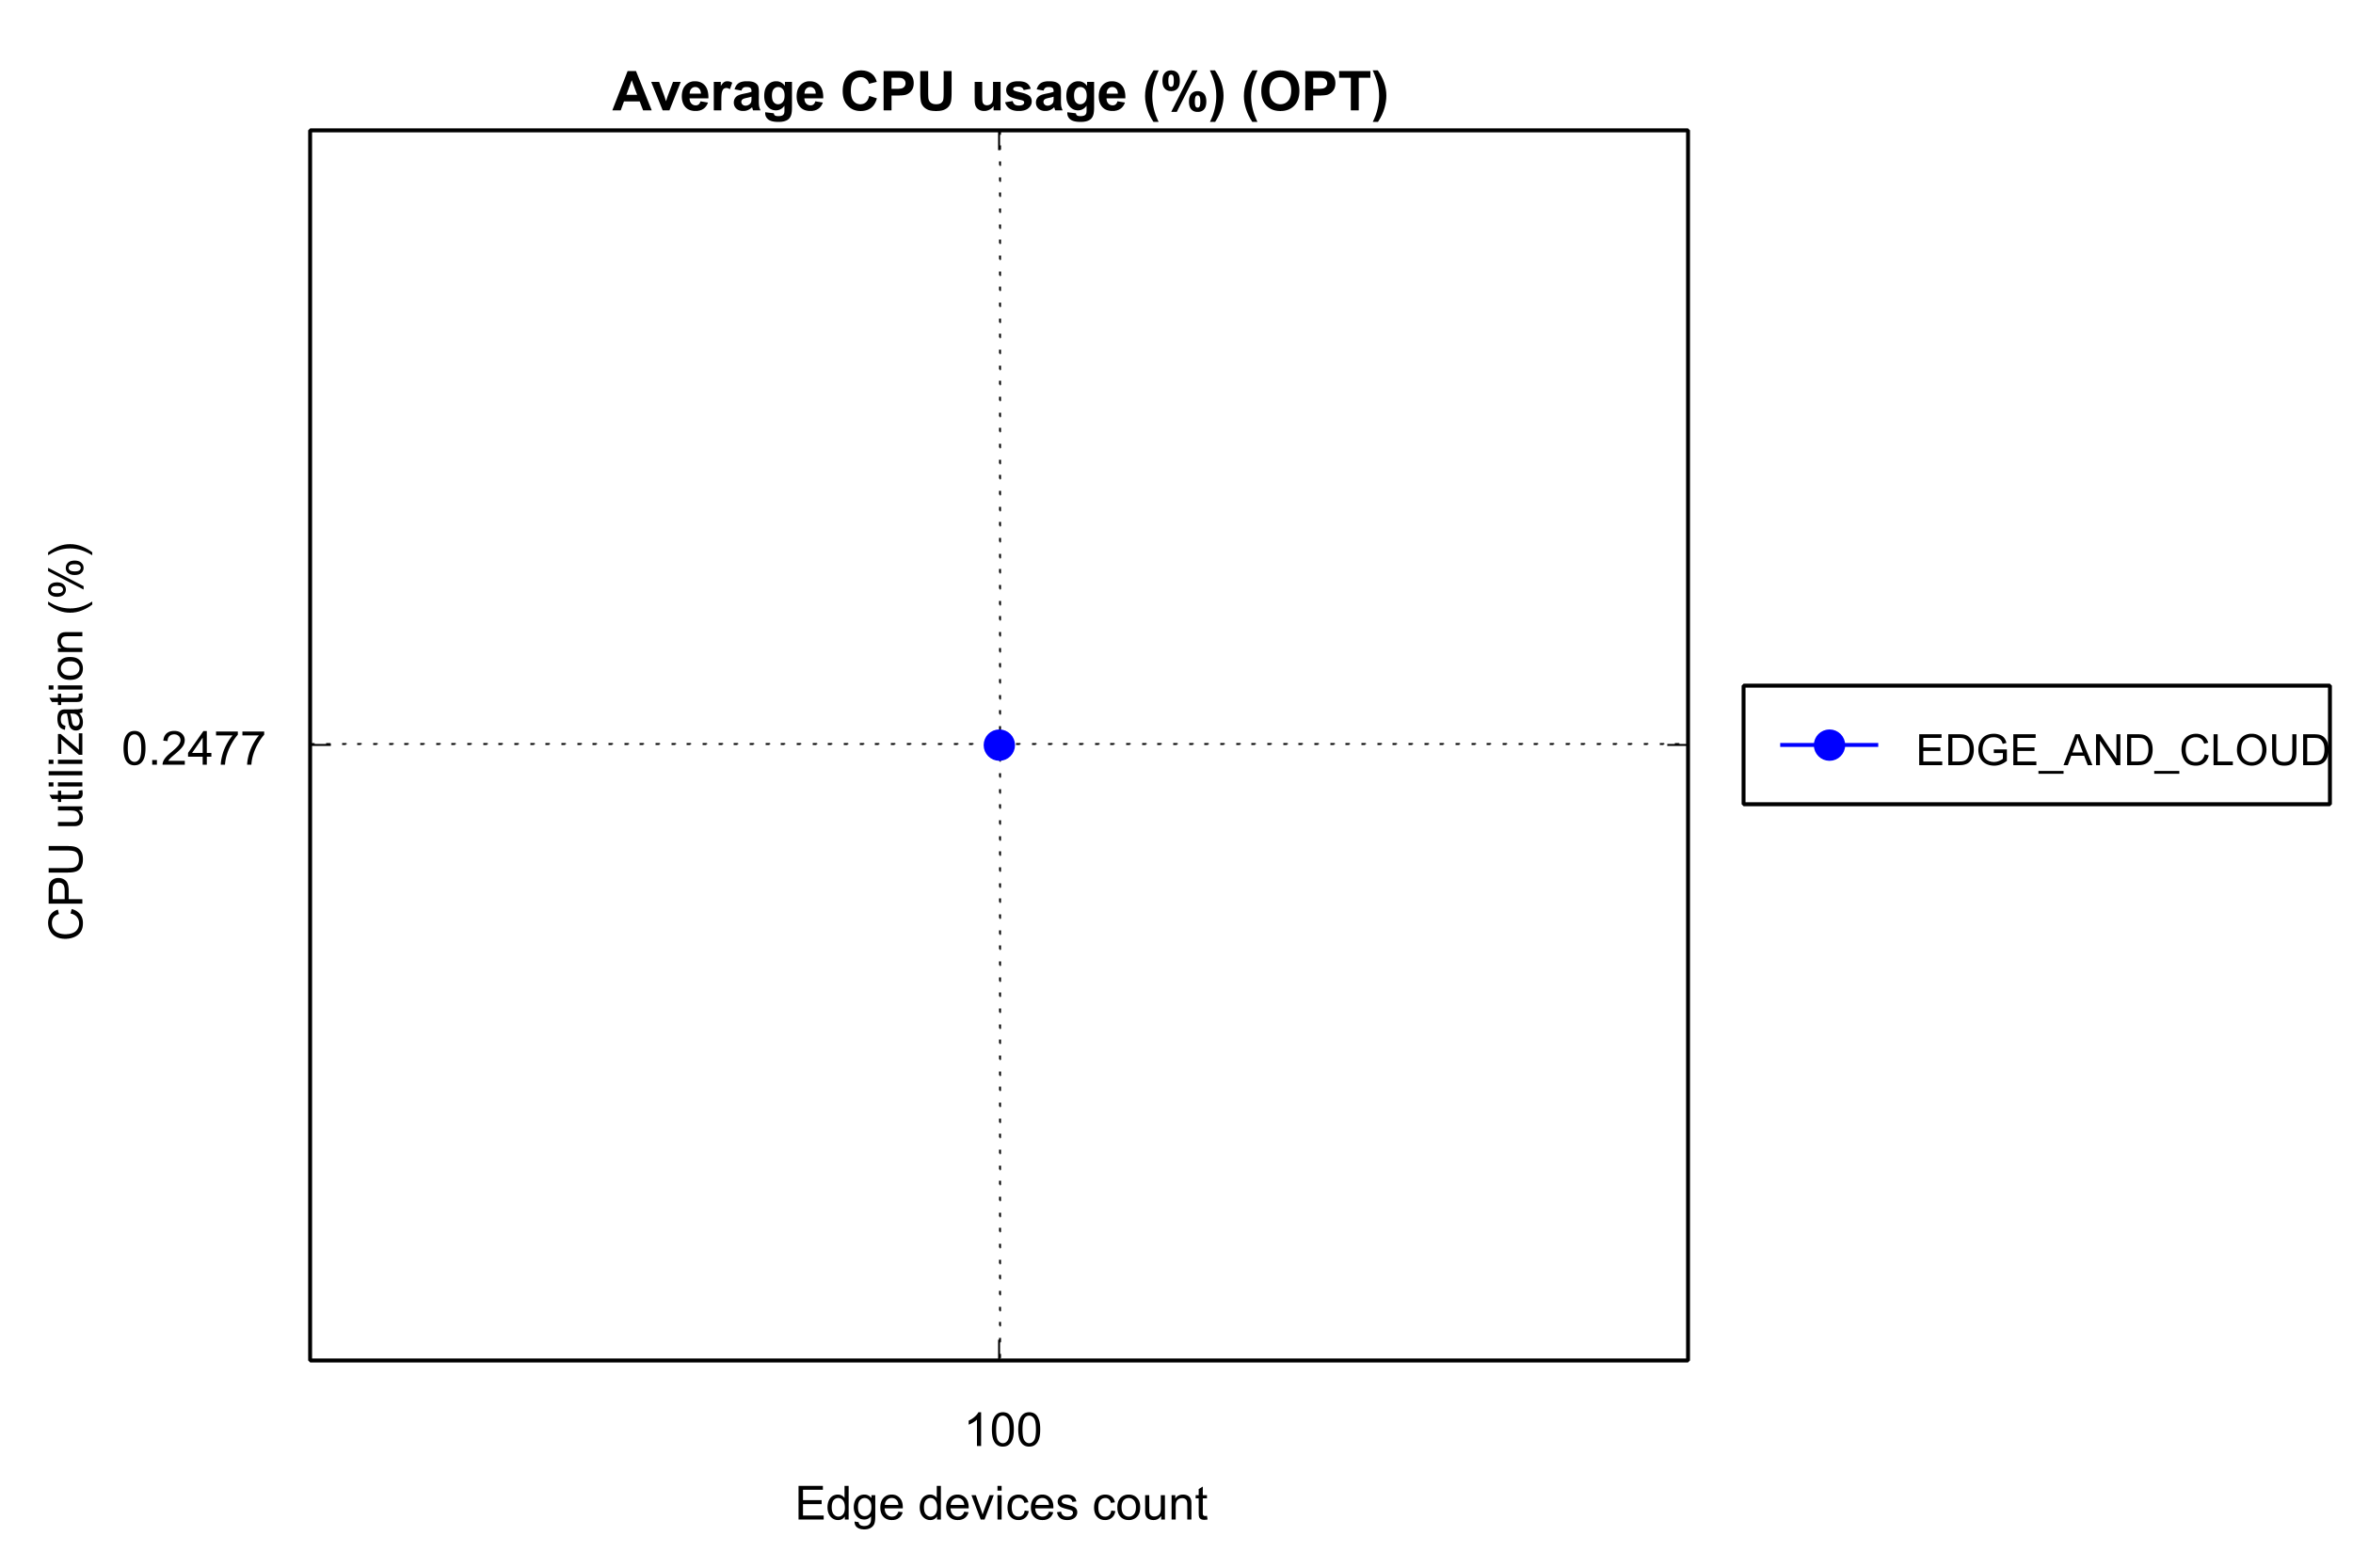 Average CPU usage (%) (OPT)
CPU utilization (%)
0.2477
EDGE_AND_CLOUD
100
Edge devices count